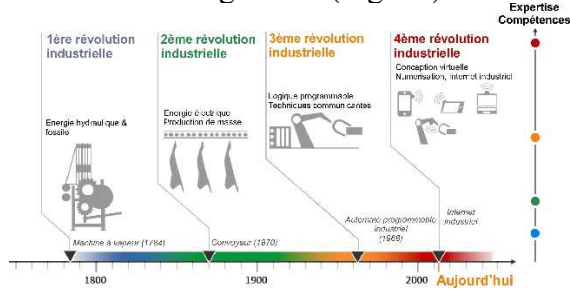 Expertise
Compétences
1ère révolution
industrielle
2ème révolution
industrielle
3ème révolution
industrielle
4ème révolution
industrielle
Conception virtuelle
Numérisation, Internet industriel
Logique programmable
Techniques communicantes
Energie électrique
Production de masse
Energie hydraulique &
fossile
Machine à vapeur (1784)
Convoyeur (1870)
Automate programmable
industriel
(1968)
Internet
industriel
1800
1900
2000
Aujourd'hui